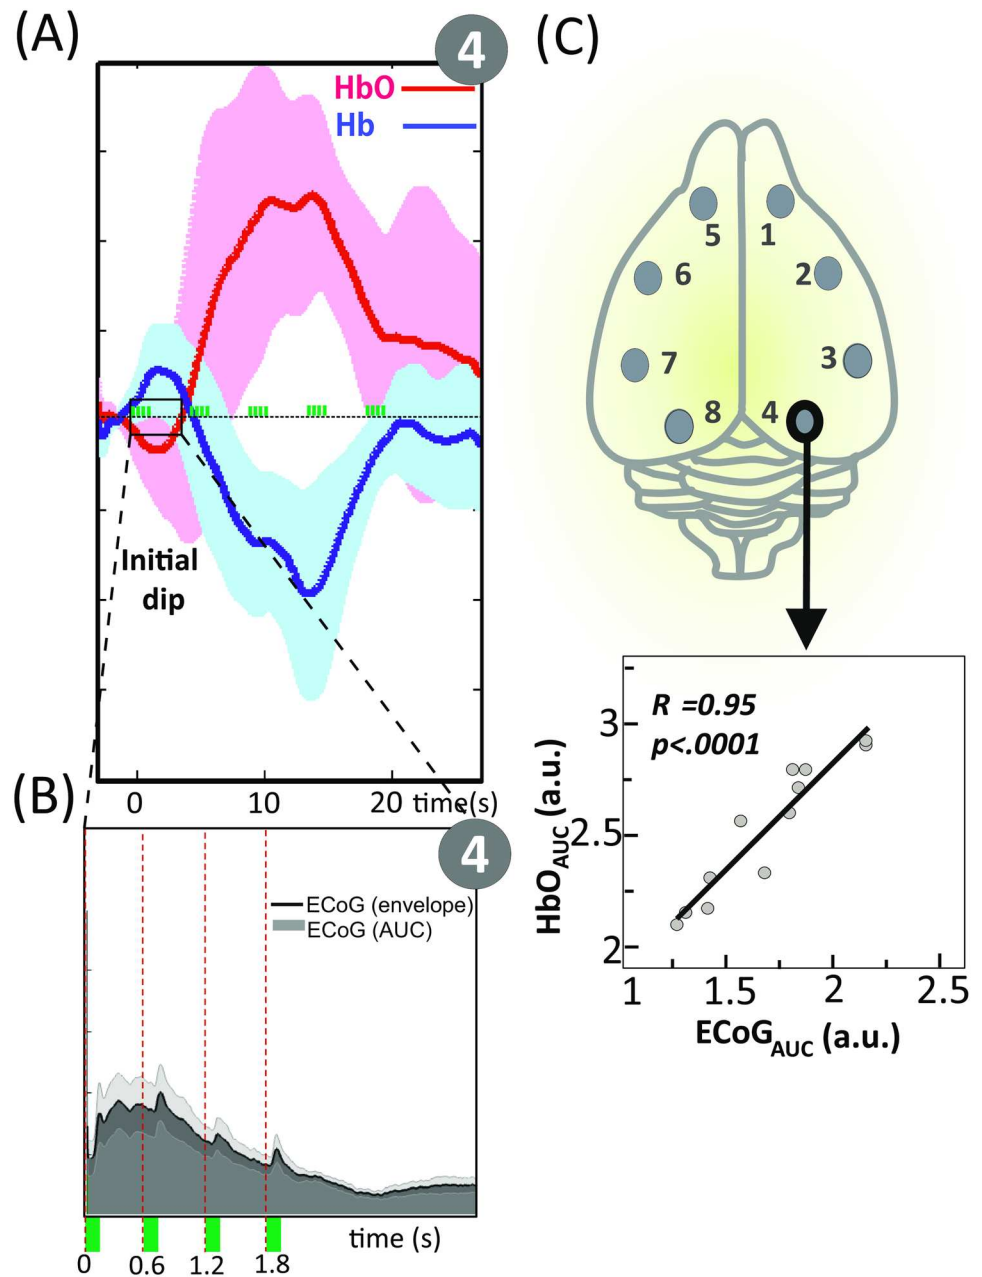 (A)
4
HbO
Hb
Initial
dip
0 10 20 time(s)
(B)
4
ECoG (envelope)
ECoG (AUC)
time (s)
0 0.6 1.2 1.8
(C)
5 1
6 2
7 3
8 4
R =0.95
p<.0001
3
2.5
2
HbOAUC (a.u.)
1 1.5 2 2.5
ECoGAUC (a.u.)